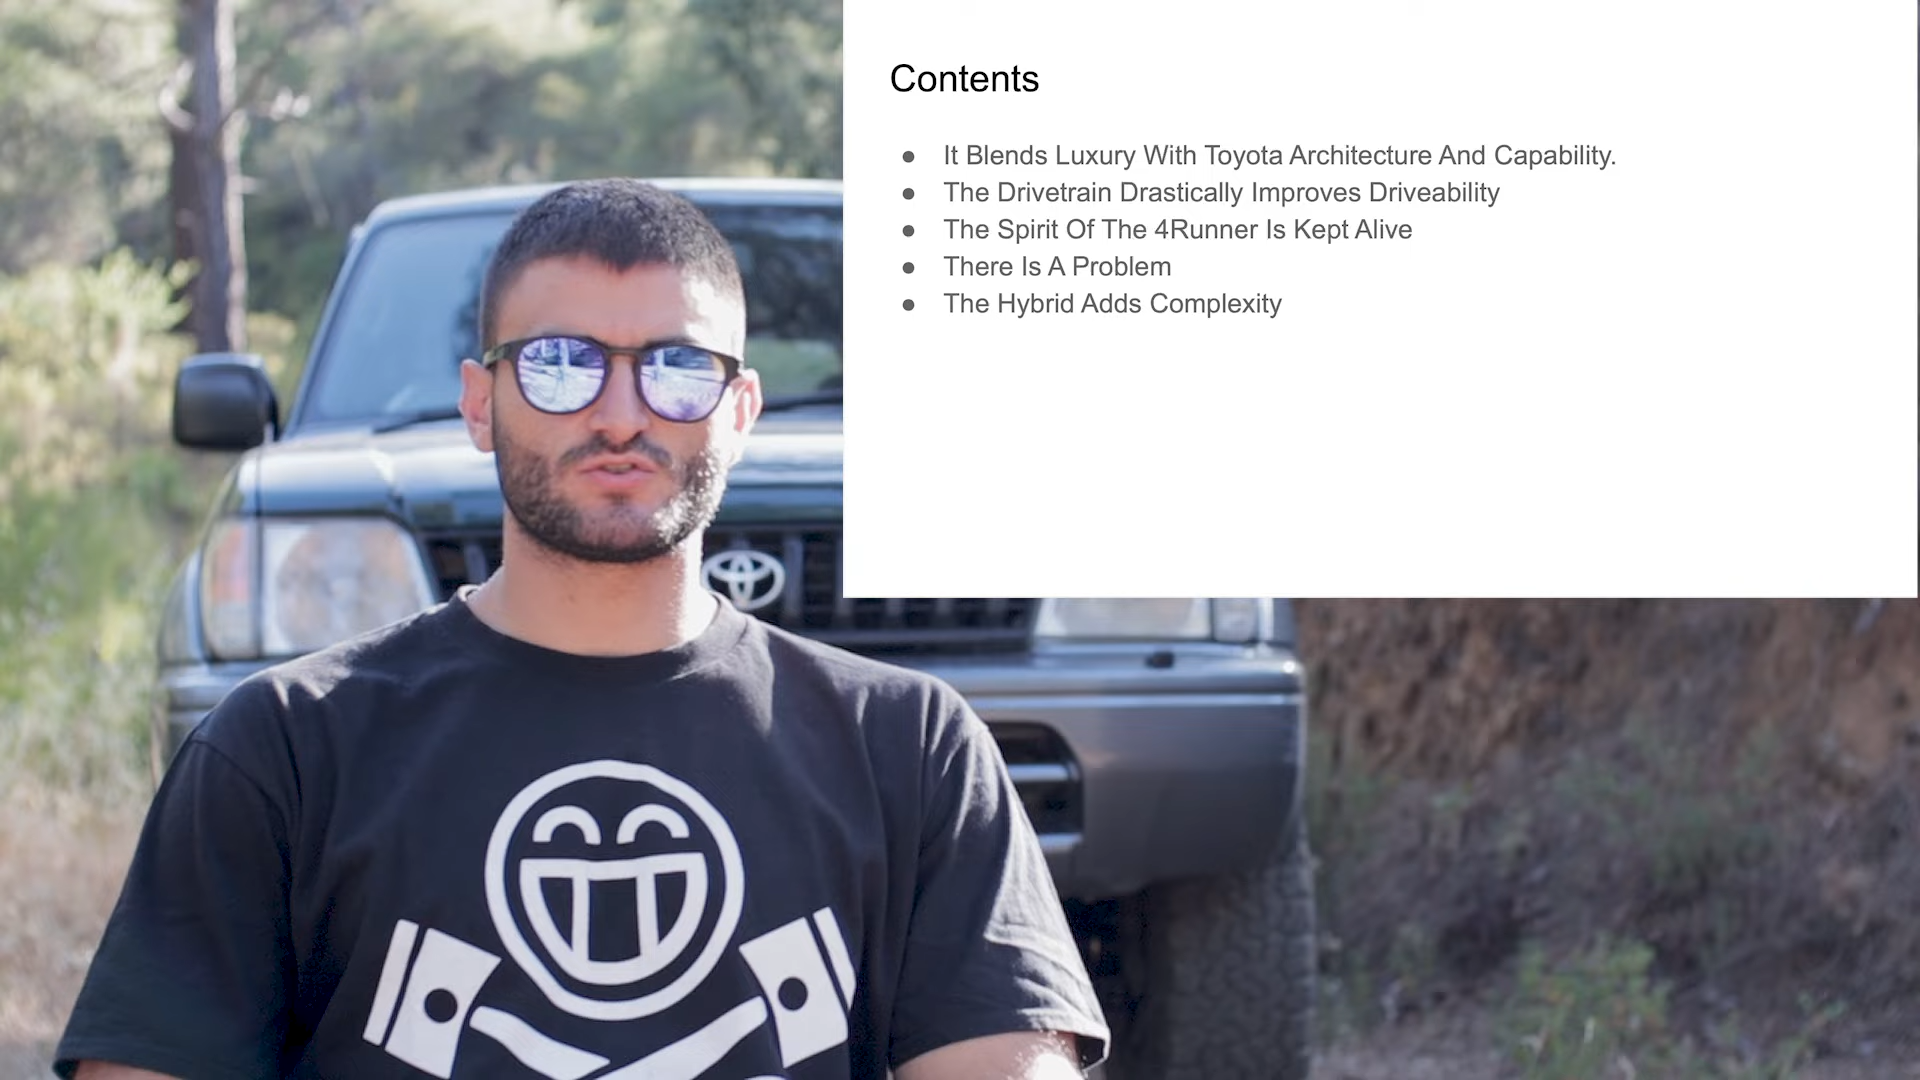 Contents
● It Blends Luxury With Toyota Architecture And Capability.
● The Drivetrain Drastically Improves Driveability
● The Spirit Of The 4Runner Is Kept Alive
● There Is A Problem
● The Hybrid Adds Complexity